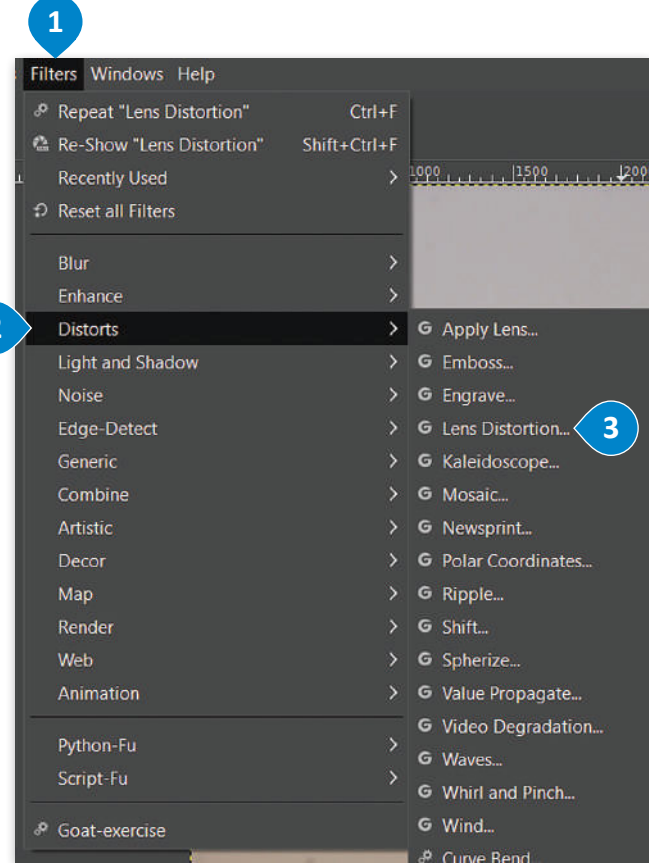 1
Filters Windows Help
Repeat "Lens Distortion" Ctrl+F
Re-Show "Lens Distortion" Shift+Ctrl+F
Recently Used >
1000 1500 200
Reset all Filters
Blur >
Enhance >
2
Distorts >
Light and Shadow >
Noise >
Edge-Detect >
Generic >
Combine >
Artistic >
Decor >
Map >
Render >
Web >
Animation >
Python-Fu >
Script-Fu >
Goat-exercise
G Apply Lens...
G Emboss...
G Engrave...
G Lens Distortion... 3
G Kaleidoscope...
G Mosaic...
G Newsprint...
G Polar Coordinates...
G Ripple...
G Shift...
G Spherize...
G Value Propagate...
G Video Degradation...
G Waves...
G Whirl and Pinch...
G Wind...
Curve Bend